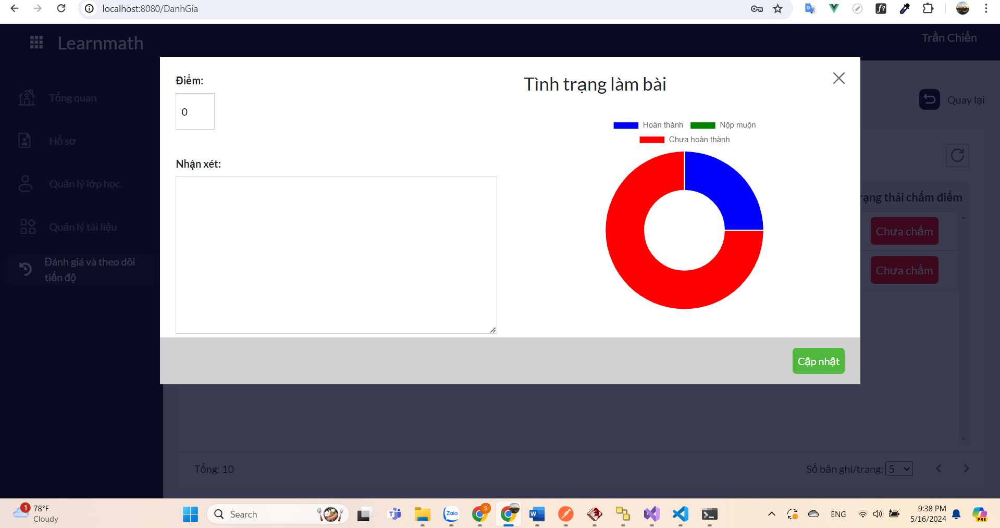 localhost:8080/DanhGia
Learnmath
Trần Chiến
Tổng quan
Hồ sơ
Quản lý lớp học.
Quản lý tài liệu
Đánh giá và theo dõi
tiến độ
Điểm:
0
Nhận xét:
Tình trạng làm bài
Hoàn thành
Nộp muộn
Chưa hoàn thành
Cập nhật
Quay lại
rạng thái chấm điểm
Chưa chấm
Chưa chấm
Tổng: 10
Số bản ghi/trang: 5
1
78°F
Cloudy
Search
Zalo
S
ENG
9:38 PM
5/16/2024
PRE